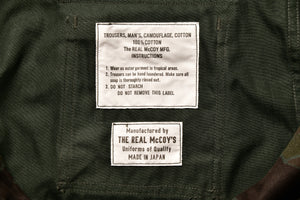 TROUSERS, MAN'S, CAMOUFLAGE, COTTON
100% COTTON
THE REAL McCOY MFG.
INSTRUCTIONS
1. Wear as outer garment in tropical areas.
2. Trousers can be hand laundered. Make sure all
soap is thoroughly rinsed out.
3. DO NOT STARCH
DO NOT REMOVE THIS LABEL
Manufactured by
THE REAL McCOY'S
Uniforms of Quality
MADE IN JAPAN